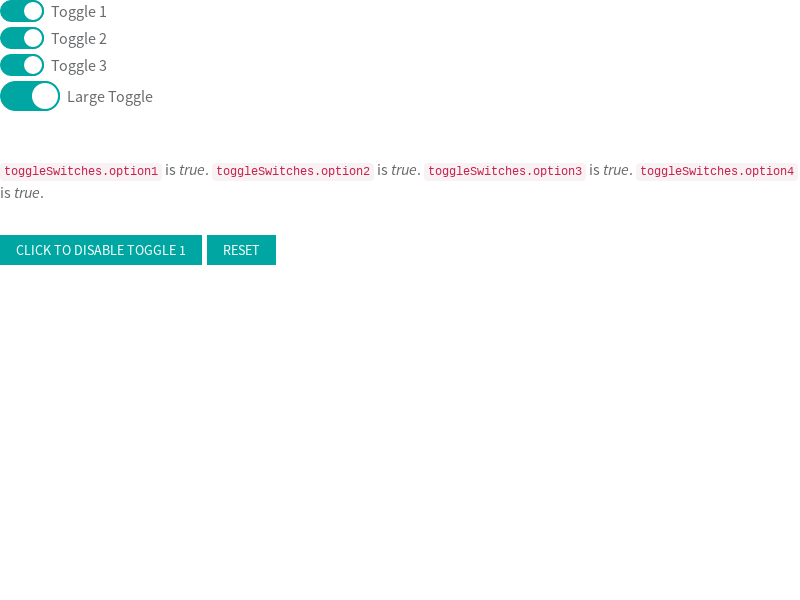 Toggle 1
Toggle 2
Toggle 3
Large Toggle
toggleSwitches.option1 is true. toggleSwitches.option2 is true. toggleSwitches.option3 is true. toggleSwitches.option4
is true.
CLICK TO DISABLE TOGGLE 1 RESET